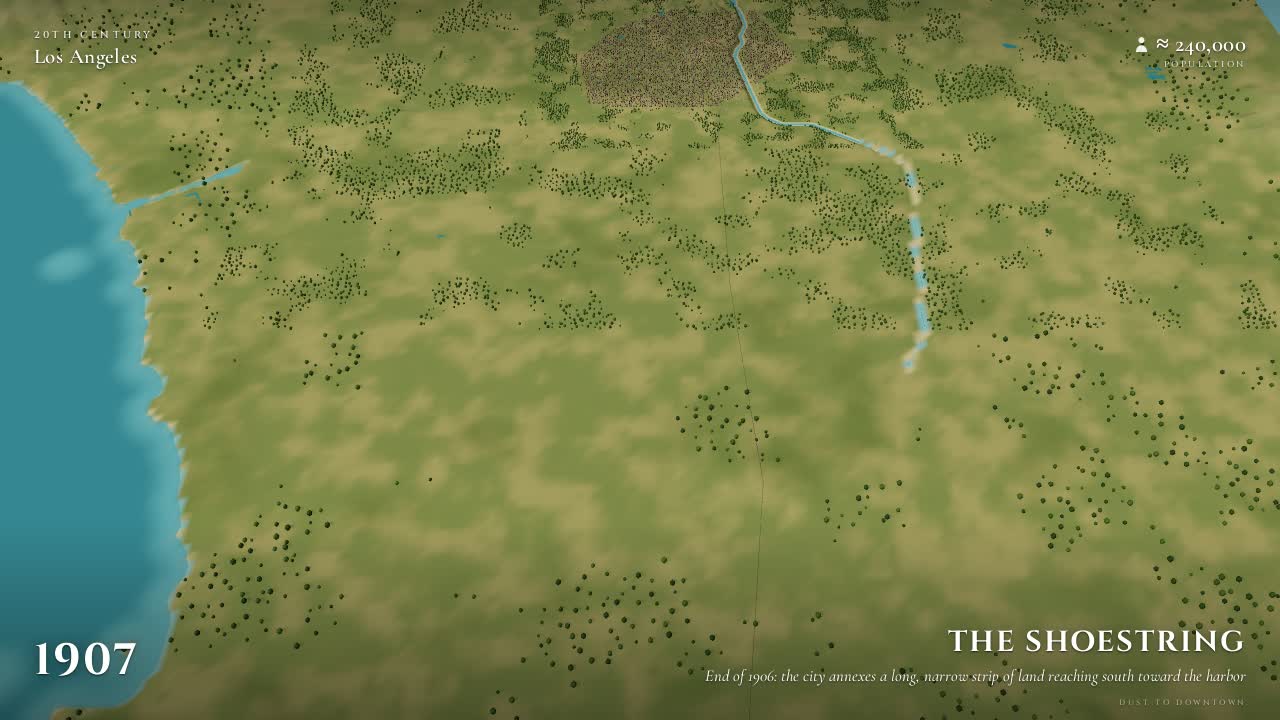 20TH CENTURY
Los Angeles
≈ 240,000
POPULATION
1907
THE SHOESTRING
End of 1906: the city annexes a long, narrow strip of land reaching south toward the harbor
DUST TO DOWNTOWN